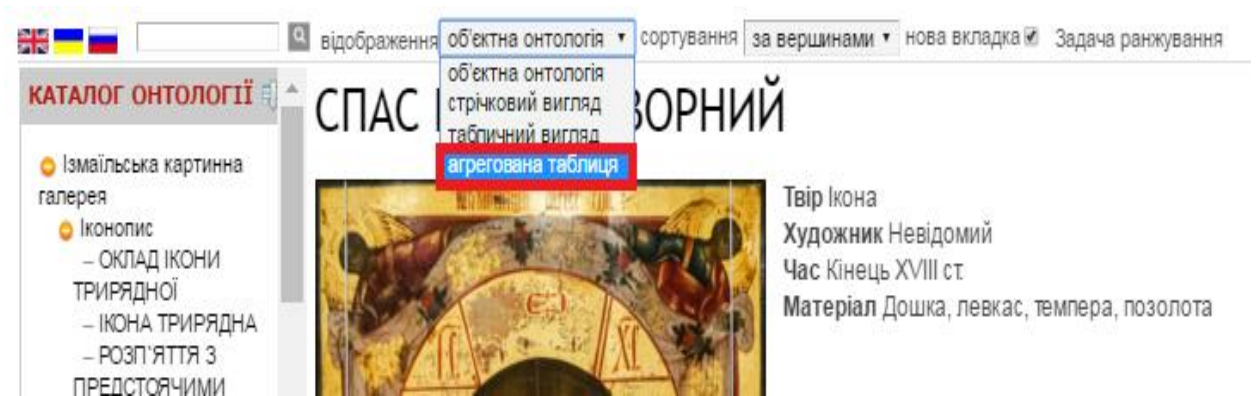 відображення об'єктна онтологія сортування за вершинами нова вкладка Задача ранжування
об'єктна онтологія
стрічковий вигляд
табличний вигляд
агрегована таблиця
КАТАЛОГ ОНТОЛОГІЇ
Ізмаїльська картинна
галерея
Іконопис
– ОКЛАД ІКОНИ
ТРИРЯДНОЇ
– ІКОНА ТРИРЯДНА
– РОЗП'ЯТТЯ З
ПРЕДСТОЯЧИМИ
СПАС ВОРНИЙ
Твір Ікона
Художник Невідомий
Час Кінець XVIII ст.
Матеріал Дошка, левкас, темпера, позолота